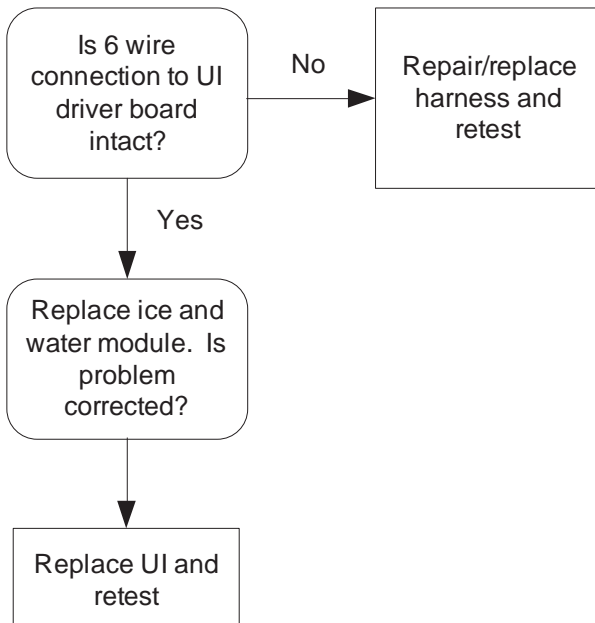 Is 6 wire
connection to UI
driver board
intact?
No
Repair/replace
harness and
retest
Yes
Replace ice and
water module.  Is
problem
corrected?
Replace UI and
retest